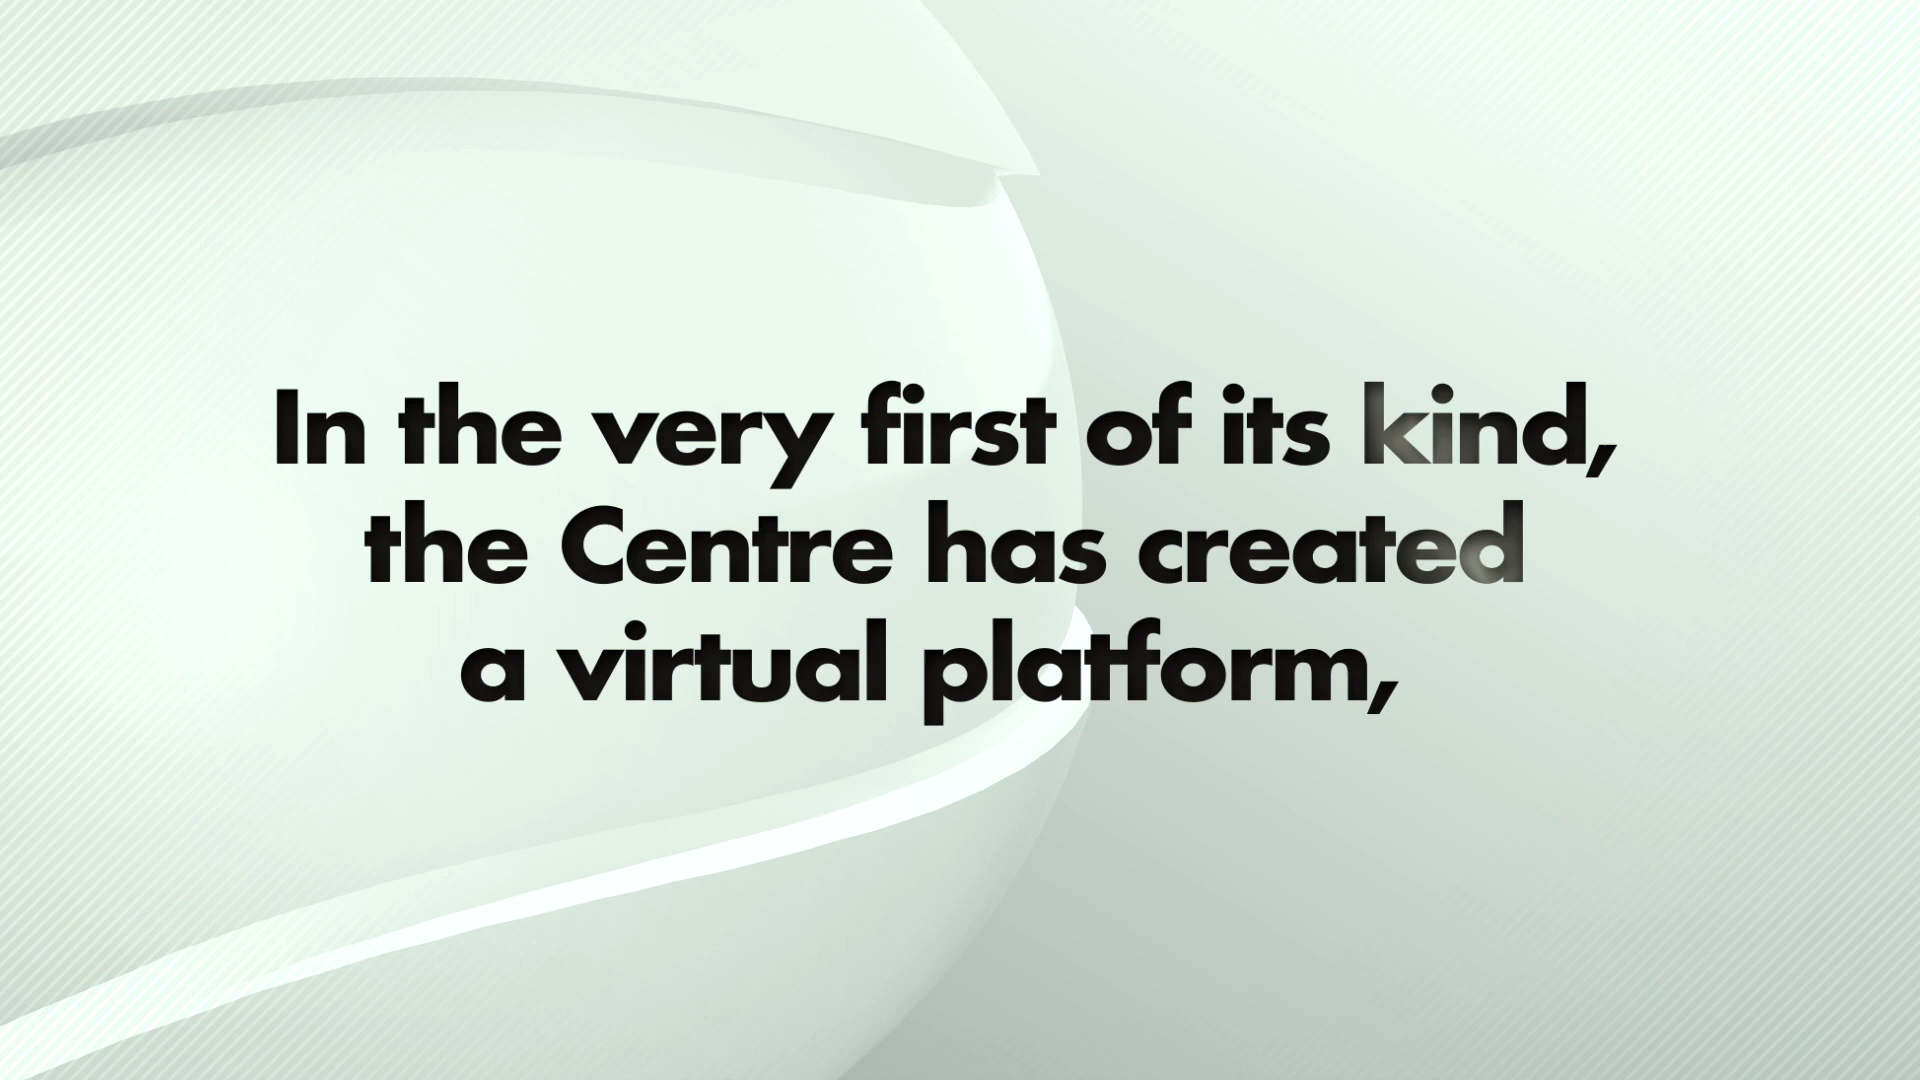 In the very first of its kind,
the Centre has created
a virtual platform,